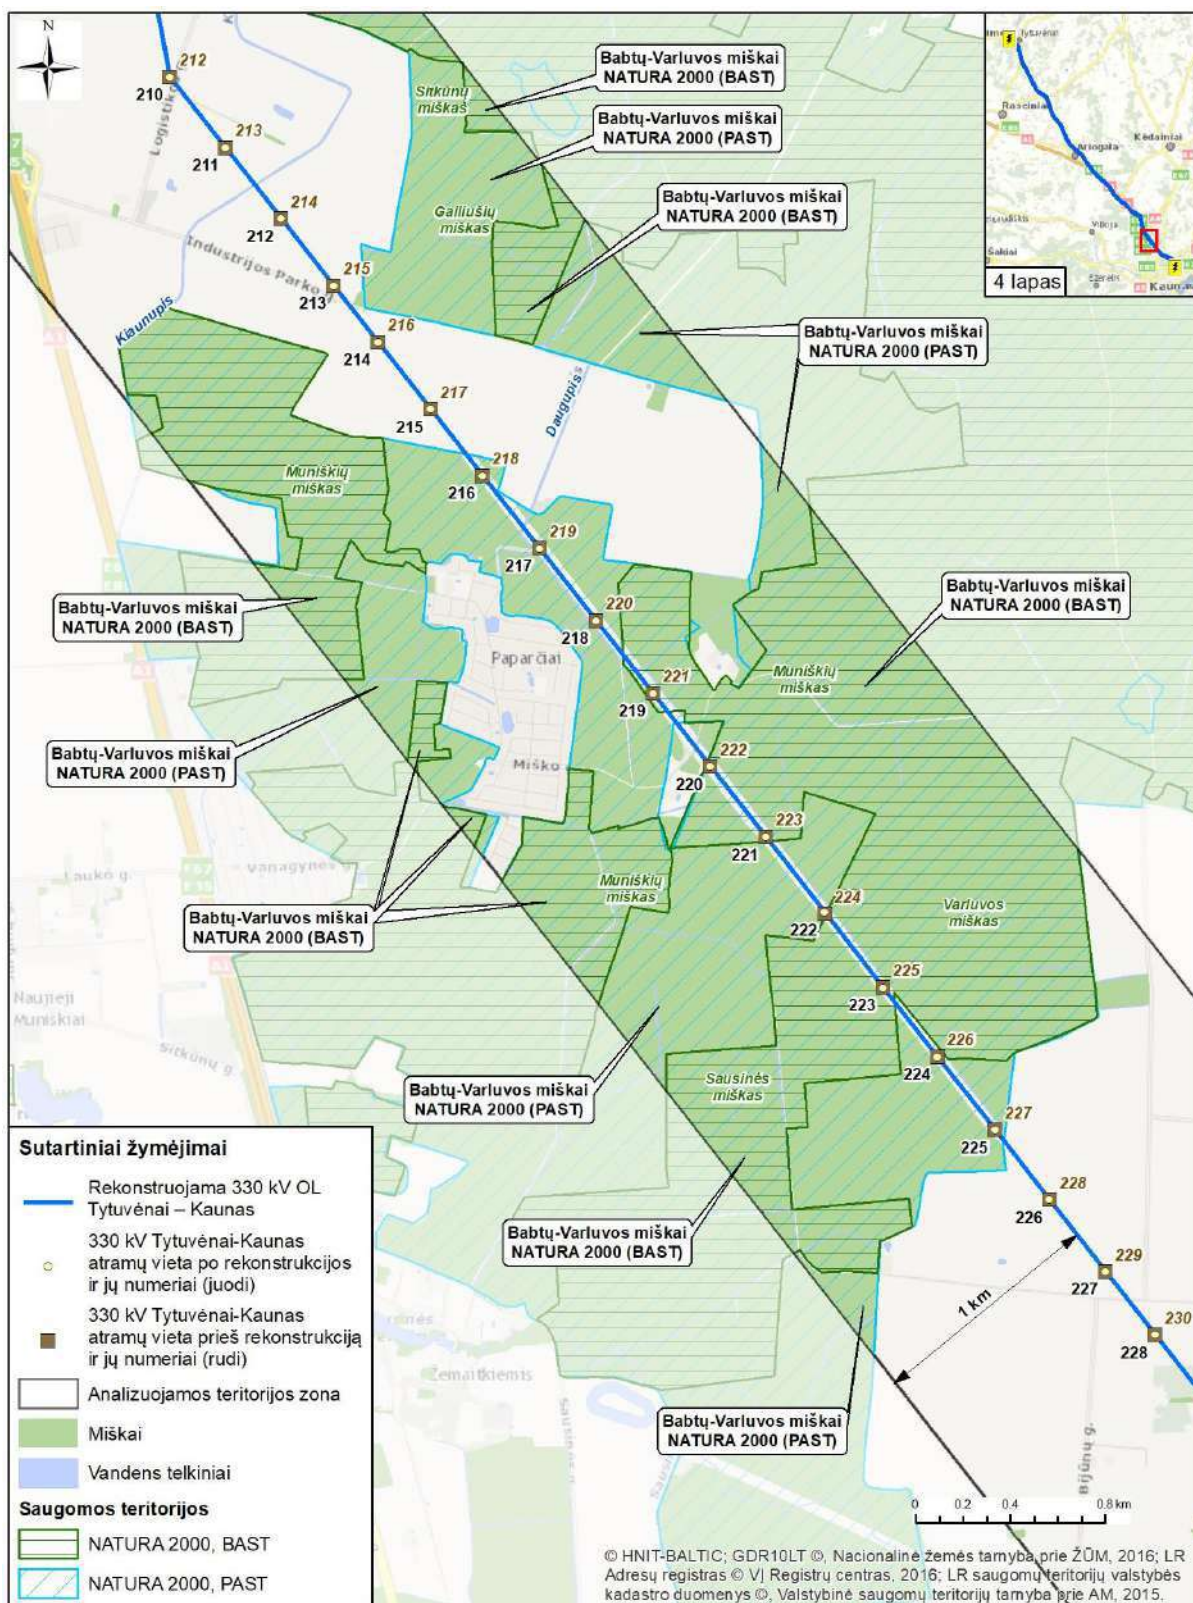 N
212
210
213
211
214
212
215
213
216
214
217
215
218
216
219
217
220
218
221
219
222
220
223
221
224
222
225
223
226
224
227
225
228
226
229
227
230
228
Babtų-Varluvos miškai
NATURA 2000 (BAST)
Babtų-Varluvos miškai
NATURA 2000 (PAST)
Babtų-Varluvos miškai
NATURA 2000 (BAST)
Babtų-Varluvos miškai
NATURA 2000 (PAST)
Babtų-Varluvos miškai
NATURA 2000 (BAST)
Babtų-Varluvos miškai
NATURA 2000 (BAST)
Babtų-Varluvos miškai
NATURA 2000 (PAST)
Babtų-Varluvos miškai
NATURA 2000 (BAST)
Babtų-Varluvos miškai
NATURA 2000 (PAST)
Babtų-Varluvos miškai
NATURA 2000 (BAST)
Babtų-Varluvos miškai
NATURA 2000 (PAST)
Sitkūnų
miškas
Gailiušių
miškas
Industrijos Parko g.
Kiaunupis
Daugupis
Muniškių
miškas
Paparčiai
Miško
Muniškių
miškas
Muniškių
miškas
Varluvos
miškas
Sausinės
miškas
Lauko g.
Vanagynės g.
Naujieji
Muniškiai
Sitkūnų g.
Žemaitkiemis
Bijūnų g.
1 km
Tytuvėnai
Raseiniai
Ariogala
Kėdainiai
Vilkija
Šakiai
4 lapas
Sutartiniai žymėjimai
Rekonstruojama 330 kV OL
Tytuvėnai – Kaunas
330 kV Tytuvėnai-Kaunas
atramų vieta po rekonstrukcijos
ir jų numeriai (juodi)
330 kV Tytuvėnai-Kaunas
atramų vieta prieš rekonstrukciją
ir jų numeriai (rudi)
Analizuojamos teritorijos zona
Miškai
Vandens telkiniai
Saugomos teritorijos
NATURA 2000, BAST
NATURA 2000, PAST
0 0.2 0.4 0.8 km
© HNIT-BALTIC; GDR10LT ©, Nacionalinė žemės tarnyba prie ŽŪM, 2016; LR
Adresų registras © VĮ Registrų centras, 2016; LR saugomų teritorijų valstybės
kadastro duomenys ©, Valstybinė saugomų teritorijų tarnyba prie AM, 2015.